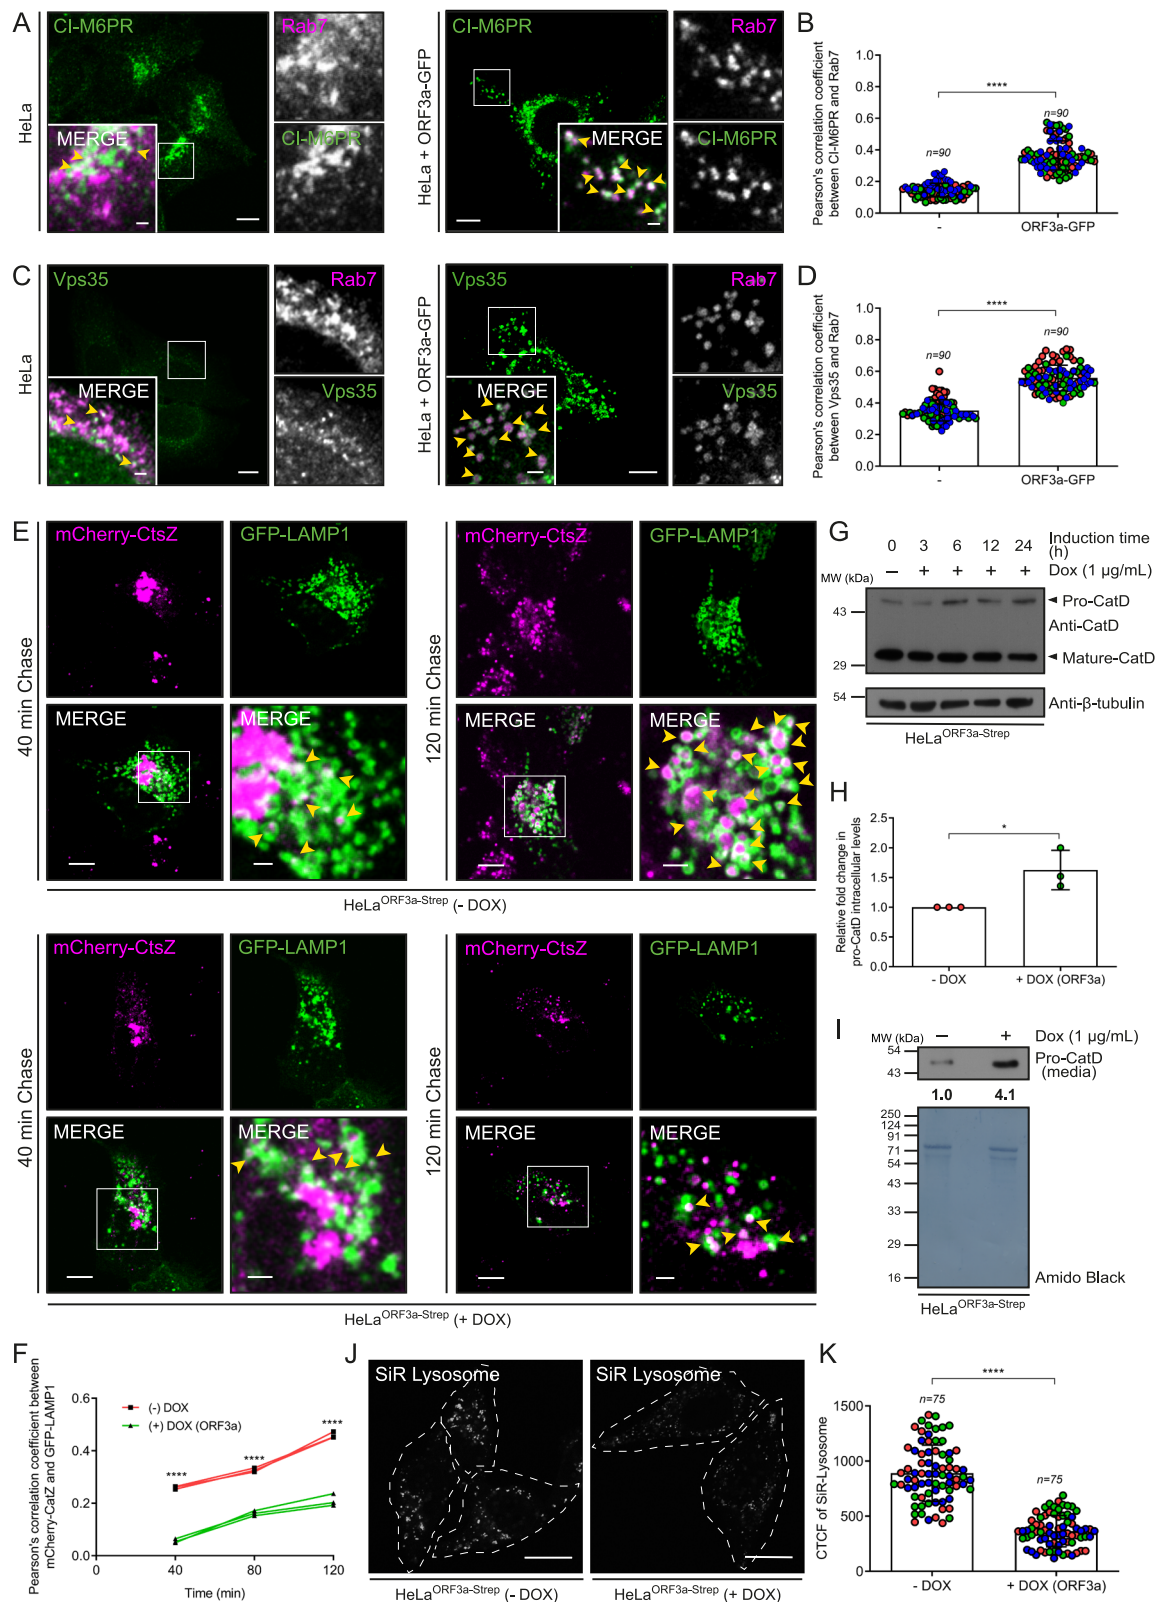 A
HeLa
CI-M6PR
Rab7
MERGE
CI-M6PR
HeLa + ORF3a-GFP
CI-M6PR
Rab7
MERGE
CI-M6PR
B
Pearson's correlation coefficient
between CI-M6PR and Rab7
1.0
0.8
0.6
0.4
0.2
0.0
****
n=90
n=90
-
ORF3a-GFP
C
HeLa
Vps35
Rab7
MERGE
Vps35
HeLa + ORF3a-GFP
Vps35
Rab7
MERGE
Vps35
D
Pearson's correlation coefficient
between Vps35 and Rab7
1.0
0.8
0.6
0.4
0.2
0.0
****
n=90
n=90
-
ORF3a-GFP
E
40 min Chase
mCherry-CtsZ
GFP-LAMP1
MERGE
MERGE
120 min Chase
mCherry-CtsZ
GFP-LAMP1
MERGE
MERGE
HeLa^ORF3a-Strep (- DOX)
40 min Chase
mCherry-CtsZ
GFP-LAMP1
MERGE
MERGE
120 min Chase
mCherry-CtsZ
GFP-LAMP1
MERGE
MERGE
HeLa^ORF3a-Strep (+ DOX)
G
0 3 6 12 24 Induction time
(h)
– + + + + Dox (1 µg/mL)
MW (kDa)
43
29
54
Pro-CatD
Anti-CatD
Mature-CatD
Anti-β-tubulin
HeLa^ORF3a-Strep
H
Relative fold change in
pro-CatD intracellular levels
2.5
2.0
1.5
1.0
0.5
0.0
*
- DOX
+ DOX (ORF3a)
I
MW (kDa) – + Dox (1 µg/mL)
54
43
Pro-CatD
(media)
1.0 4.1
250
124
91
71
54
43
33
29
16
Amido Black
HeLa^ORF3a-Strep
F
Pearson's correlation coefficient between
mCherry-CatZ and GFP-LAMP1
0.6
0.4
0.2
0.0
(-) DOX
(+) DOX (ORF3a)
****
****
****
0 40 80 120
Time (min)
J
SiR Lysosome
SiR Lysosome
HeLa^ORF3a-Strep (- DOX)
HeLa^ORF3a-Strep (+ DOX)
K
CTCF of SiR-Lysosome
1500
1000
500
0
****
n=75
n=75
- DOX
+ DOX (ORF3a)